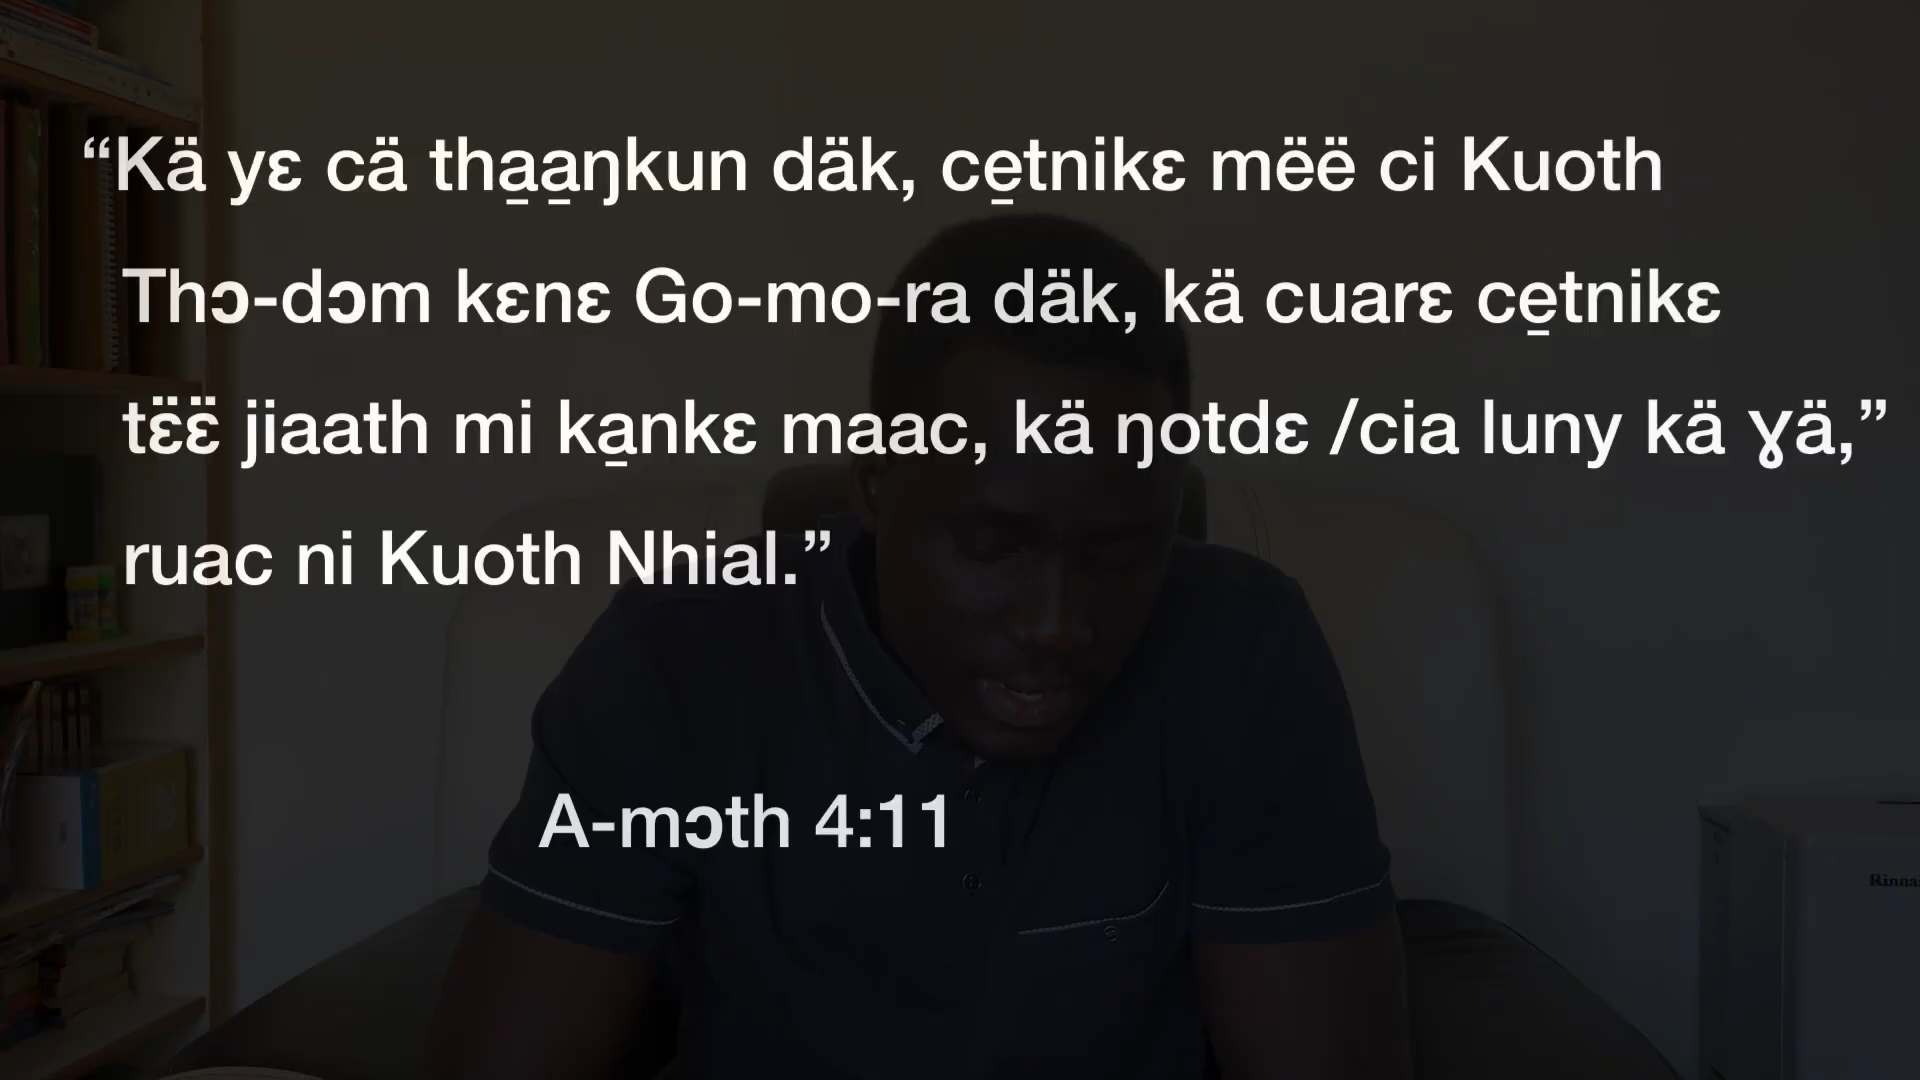 “Kä yɛ cä tha̱a̱ŋkun däk, ce̱tnikɛ mëë ci Kuoth
Thɔ-dɔm kɛnɛ Go-mo-ra däk, kä cuarɛ ce̱tnikɛ
tɛ̈ɛ̈ jiaath mi ka̱nkɛ maac, kä ŋotdɛ /cia luny kä ɣä,”
ruac ni Kuoth Nhial.”
A-mɔth 4:11